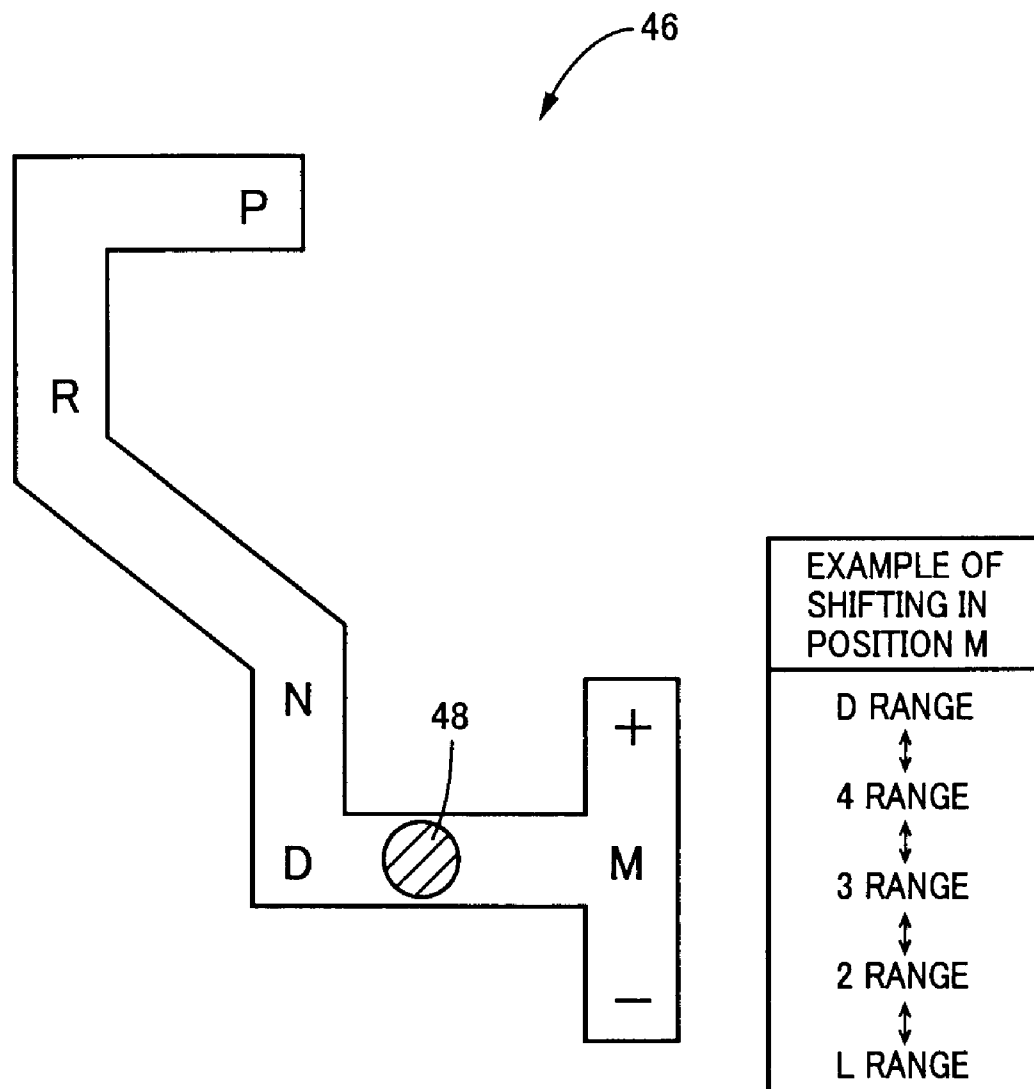 46
P
R
N
48
+
D
M
−
EXAMPLE OF
SHIFTING IN
POSITION M
D RANGE
4 RANGE
3 RANGE
2 RANGE
L RANGE